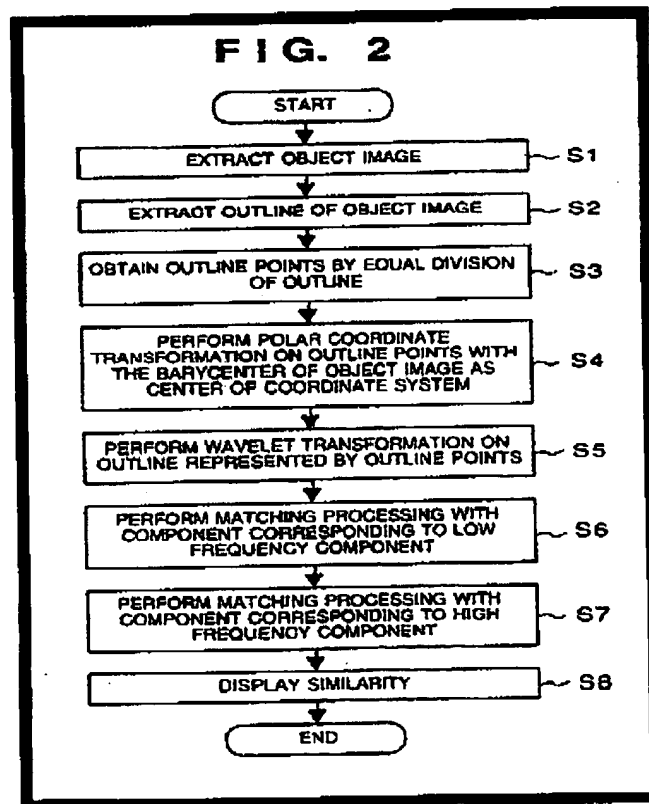 FIG. 2
START
EXTRACT OBJECT IMAGE
S1
EXTRACT OUTLINE OF OBJECT IMAGE
S2
OBTAIN OUTLINE POINTS BY EQUAL DIVISION
OF OUTLINE
S3
PERFORM POLAR COORDINATE
TRANSFORMATION ON OUTLINE POINTS WITH
THE BARYCENTER OF OBJECT IMAGE AS
CENTER OF COORDINATE SYSTEM
S4
PERFORM WAVELET TRANSFORMATION ON
OUTLINE REPRESENTED BY OUTLINE POINTS
S5
PERFORM MATCHING PROCESSING WITH
COMPONENT CORRESPONDING TO LOW
FREQUENCY COMPONENT
S6
PERFORM MATCHING PROCESSING WITH
COMPONENT CORRESPONDING TO HIGH
FREQUENCY COMPONENT
S7
DISPLAY SIMILARITY
S8
END